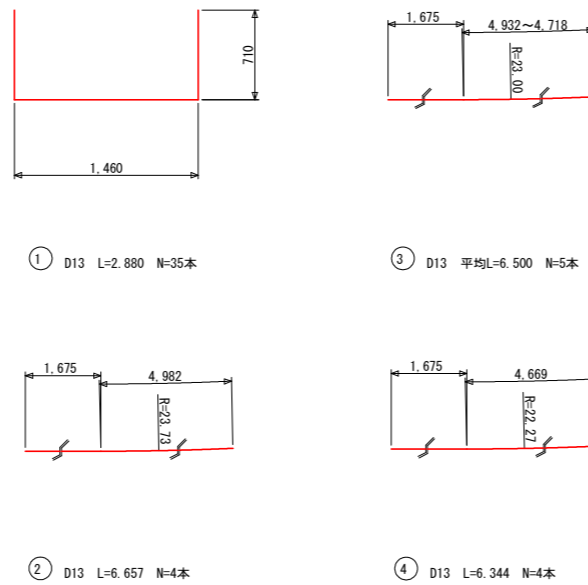 710
1,460
① D13 L=2.880 N=35本
1,675
4,932～4,718
R=23.00
③ D13 平均L=6.500 N=5本
1,675
4,982
R=23.73
② D13 L=6.657 N=4本
1,675
4,669
R=22.27
④ D13 L=6.344 N=4本